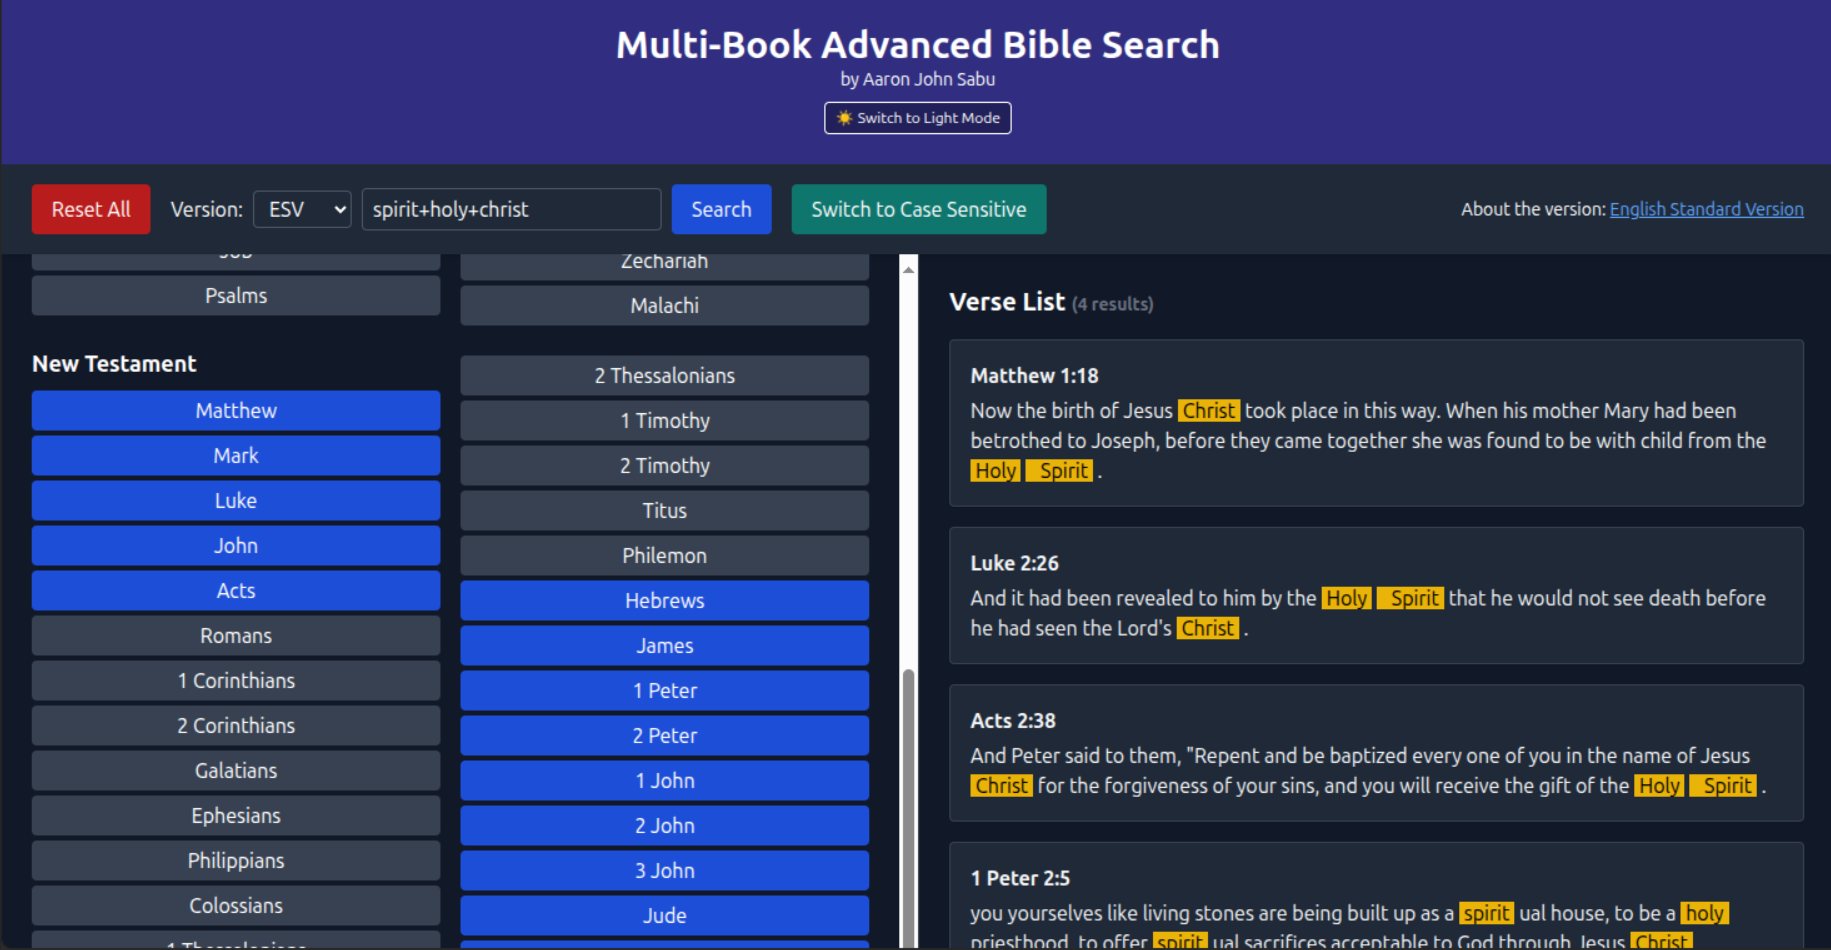 Multi-Book Advanced Bible Search
by Aaron John Sabu
☀️ Switch to Light Mode
Reset All
Version:
ESV
spirit+holy+christ
Search
Switch to Case Sensitive
About the version: English Standard Version
Job
Psalms
Zechariah
Malachi
New Testament
Matthew
Mark
Luke
John
Acts
Romans
1 Corinthians
2 Corinthians
Galatians
Ephesians
Philippians
Colossians
1 Thessalonians
2 Thessalonians
1 Timothy
2 Timothy
Titus
Philemon
Hebrews
James
1 Peter
2 Peter
1 John
2 John
3 John
Jude
Verse List (4 results)
Matthew 1:18
Now the birth of Jesus Christ took place in this way. When his mother Mary had been
betrothed to Joseph, before they came together she was found to be with child from the
Holy Spirit .
Luke 2:26
And it had been revealed to him by the Holy Spirit that he would not see death before
he had seen the Lord's Christ .
Acts 2:38
And Peter said to them, "Repent and be baptized every one of you in the name of Jesus
Christ for the forgiveness of your sins, and you will receive the gift of the Holy Spirit .
1 Peter 2:5
you yourselves like living stones are being built up as a spirit ual house, to be a holy
priesthood, to offer spirit ual sacrifices acceptable to God through Jesus Christ